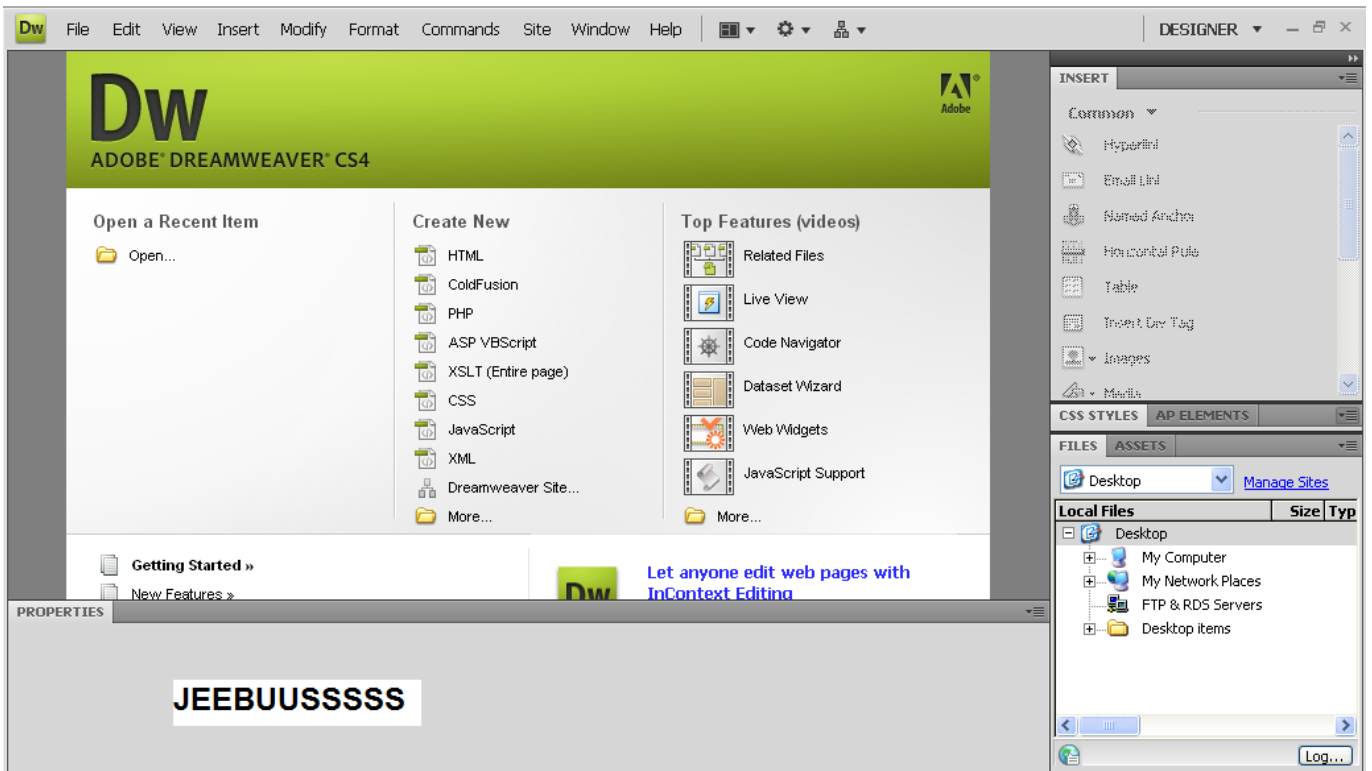 Dw File Edit View Insert Modify Format Commands Site Window Help DESIGNER
Dw
ADOBE® DREAMWEAVER® CS4
Adobe
Open a Recent Item
Open...
Create New
HTML
ColdFusion
PHP
ASP VBScript
XSLT (Entire page)
CSS
JavaScript
XML
Dreamweaver Site...
More...
Top Features (videos)
Related Files
Live View
Code Navigator
Dataset Wizard
Web Widgets
JavaScript Support
More...
Getting Started »
New Features »
Dw
Let anyone edit web pages with
InContext Editing
INSERT
Common
Hyperlink
Email Link
Named Anchor
Horizontal Rule
Table
Insert Div Tag
Images
Media
CSS STYLES AP ELEMENTS
FILES ASSETS
Desktop Manage Sites
Local Files Size Typ
Desktop
My Computer
My Network Places
FTP & RDS Servers
Desktop items
Log...
PROPERTIES
JEEBUUSSSSS